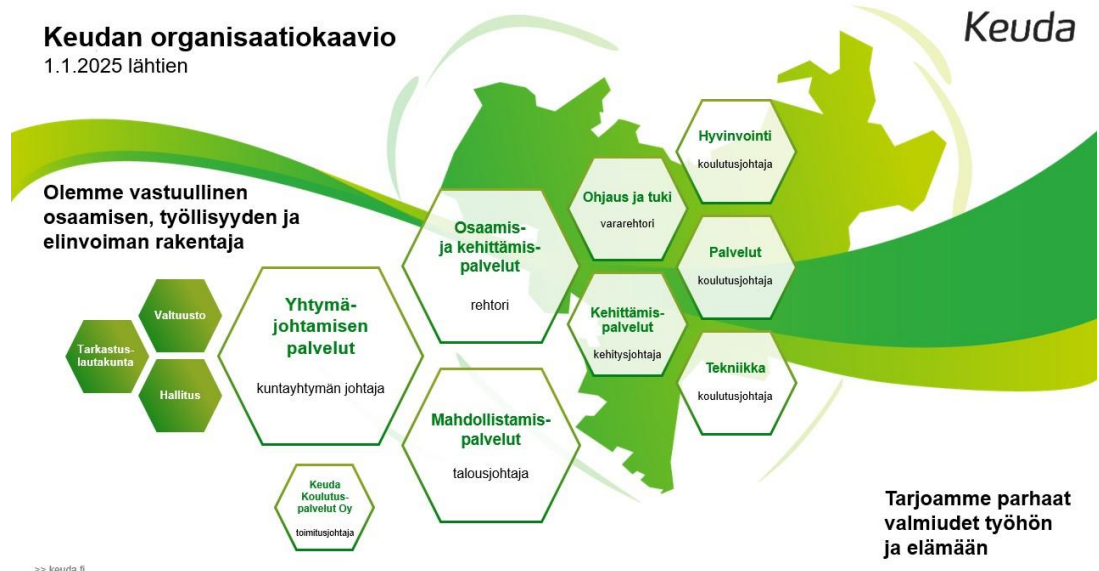 Keudan organisaatiokaavio
1.1.2025 lähtien
Keuda
Olemme vastuullinen
osaamisen, työllisyyden ja
elinvoiman rakentaja
Tarkastus-
lautakunta
Valtuusto
Hallitus
Yhtymä-
johtamisen
palvelut
kuntayhtymän johtaja
Keuda
Koulutus-
palvelut Oy
toimitusjohtaja
Osaamis-
ja kehittämis-
palvelut
rehtori
Mahdollistamis-
palvelut
talousjohtaja
Ohjaus ja tuki
vararehtori
Kehittämis-
palvelut
kehitysjohtaja
Hyvinvointi
koulutusjohtaja
Palvelut
koulutusjohtaja
Tekniikka
koulutusjohtaja
Tarjoamme parhaat
valmiudet työhön
ja elämään
>> keuda.fi